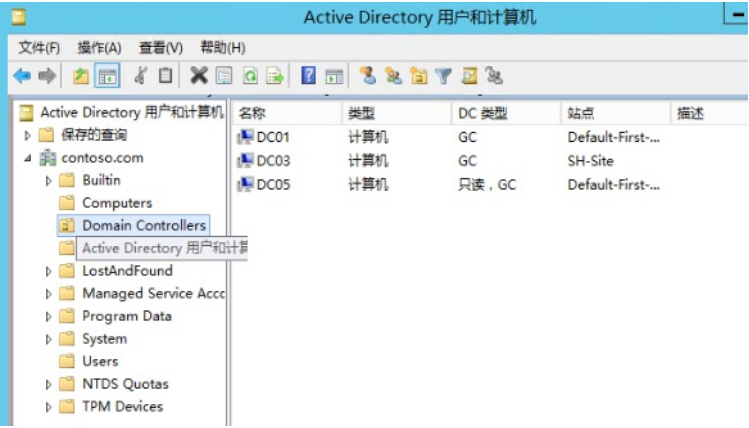 Active Directory 用户和计算机
文件(F) 操作(A) 查看(V) 帮助(H)
Active Directory 用户和计算机
保存的查询
contoso.com
Builtin
Computers
Domain Controllers
Active Directory 用户和计算
LostAndFound
Managed Service Acco
Program Data
System
Users
NTDS Quotas
TPM Devices
名称 类型 DC 类型 站点 描述
DC01 计算机 GC Default-First-...
DC03 计算机 GC SH-Site
DC05 计算机 只读，GC Default-First-...